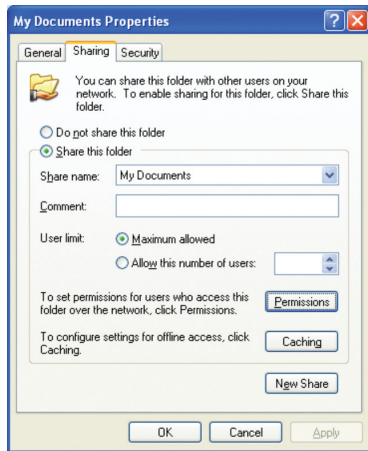 My Documents Properties
General Sharing Security
You can share this folder with other users on your
network. To enable sharing for this folder, click Share this
folder.
Do not share this folder
Share this folder
Share name: My Documents
Comment:
User limit: Maximum allowed
Allow this number of users:
To set permissions for users who access this
folder over the network, click Permissions.
Permissions
To configure settings for offline access, click
Caching.
Caching
New Share
OK Cancel Apply